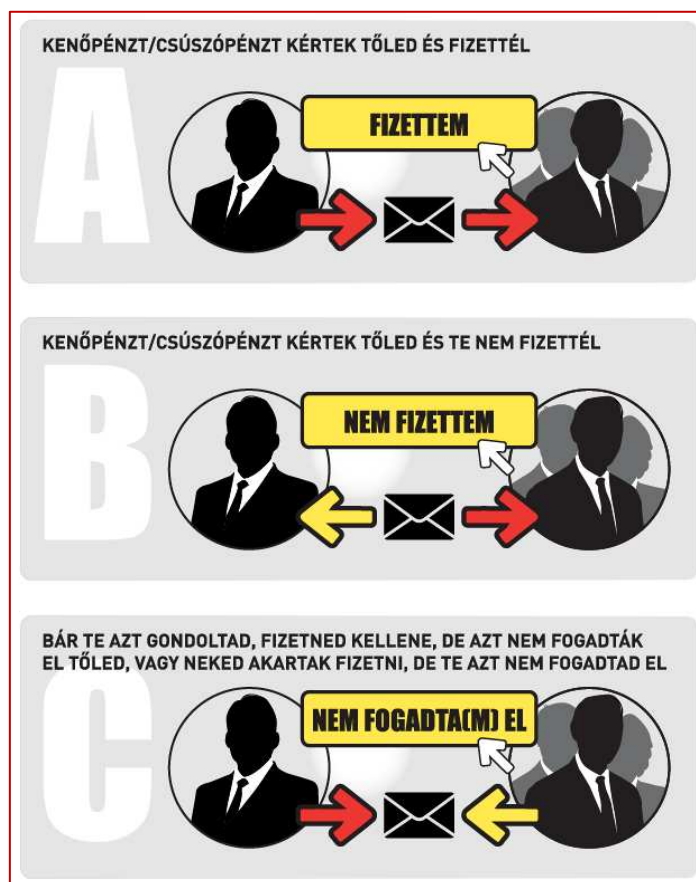 A
KENŐPÉNZT/CSÚSZÓPÉNZT KÉRTEK TŐLED ÉS FIZETTÉL
FIZETTEM
B
KENŐPÉNZT/CSÚSZÓPÉNZT KÉRTEK TŐLED ÉS TE NEM FIZETTÉL
NEM FIZETTEM
C
BÁR TE AZT GONDOLTAD, FIZETNED KELLENE, DE AZT NEM FOGADTÁK
EL TŐLED, VAGY NEKED AKARTAK FIZETNI, DE TE AZT NEM FOGADTAD EL
NEM FOGADTA(M) EL